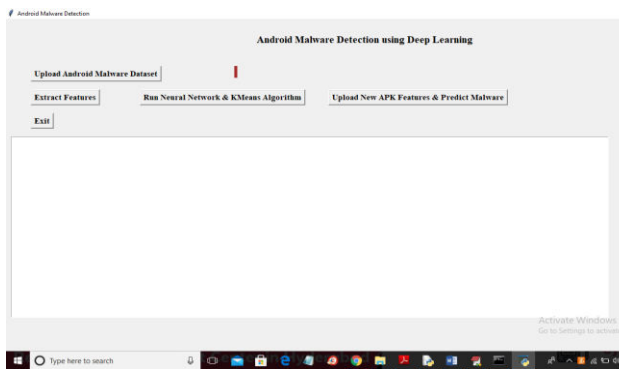 Android Malware Detection
Android Malware Detection using Deep Learning
Upload Android Malware Dataset
Extract Features
Run Neural Network & KMeans Algorithm
Upload New APK Features & Predict Malware
Exit
Activate Windows
Go to Settings to activate
Type here to search